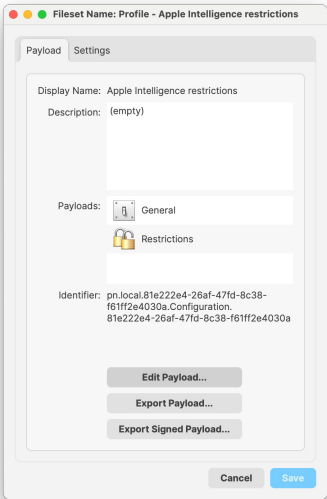 Fileset Name: Profile - Apple Intelligence restrictions
Payload
Settings
Display Name: Apple Intelligence restrictions
Description: (empty)
Payloads: General
Restrictions
Identifier: pn.local.81e222e4-26af-47fd-8c38-
f61ff2e4030a.Configuration.
81e222e4-26af-47fd-8c38-f61ff2e4030a
Edit Payload...
Export Payload...
Export Signed Payload...
Cancel
Save